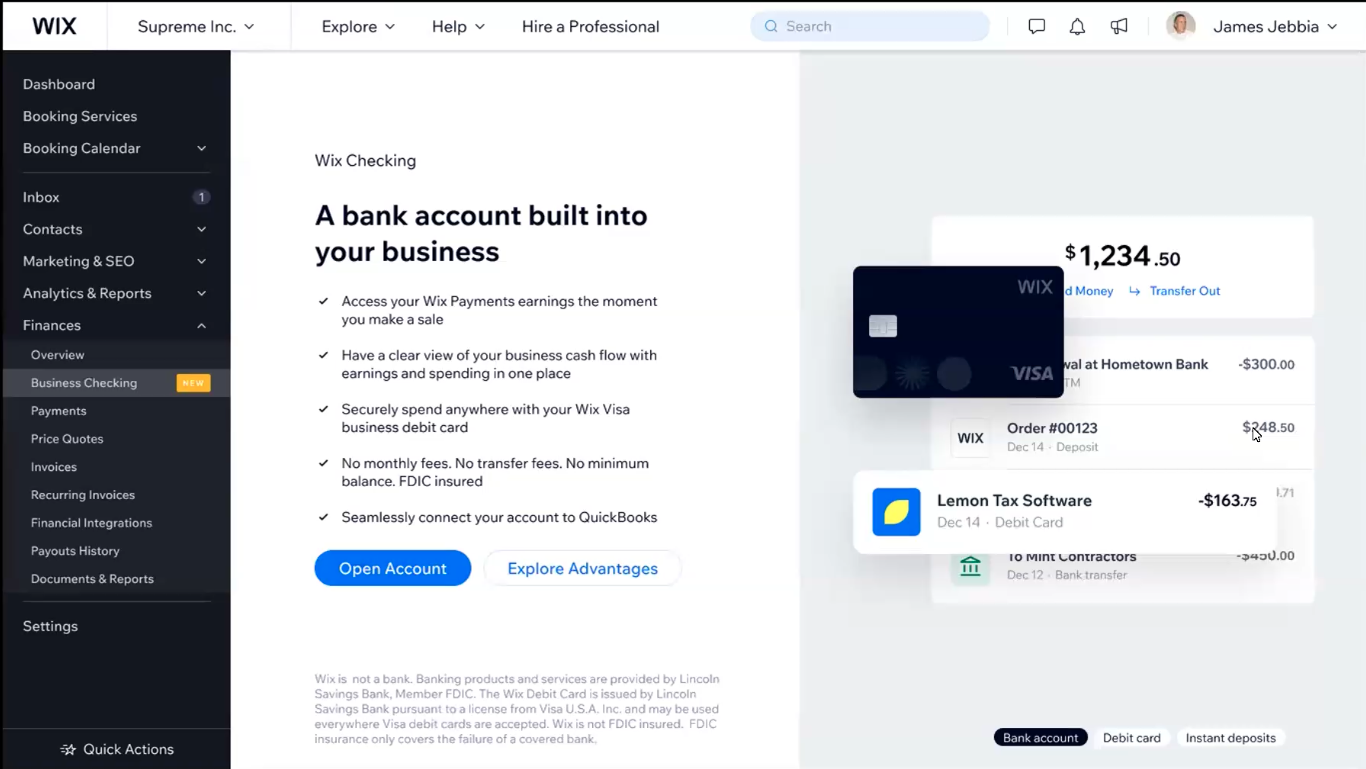 WIX
Supreme Inc.
Explore
Help
Hire a Professional
Search
James Jebbia
Dashboard
Booking Services
Booking Calendar
Inbox 1
Contacts
Marketing & SEO
Analytics & Reports
Finances
Overview
Business Checking NEW
Payments
Price Quotes
Invoices
Recurring Invoices
Financial Integrations
Payouts History
Documents & Reports
Settings
Quick Actions
Wix Checking
A bank account built into
your business
Access your Wix Payments earnings the moment
you make a sale
Have a clear view of your business cash flow with
earnings and spending in one place
Securely spend anywhere with your Wix Visa
business debit card
No monthly fees. No transfer fees. No minimum
balance. FDIC insured
Seamlessly connect your account to QuickBooks
Open Account
Explore Advantages
Wix is not a bank. Banking products and services are provided by Lincoln
Savings Bank, Member FDIC. The Wix Debit Card is issued by Lincoln
Savings Bank pursuant to a license from Visa U.S.A. Inc. and may be used
everywhere Visa debit cards are accepted. Wix is not FDIC insured. FDIC
insurance only covers the failure of a covered bank.
$1,234.50
d Money
Transfer Out
WIX
VISA
wal at Hometown Bank -$300.00
TM
WIX
Order #00123 $248.50
Dec 14 · Deposit
Lemon Tax Software -$163.75
Dec 14 · Debit Card
.71
To Mint Contractors -$450.00
Dec 12 · Bank transfer
Bank account
Debit card
Instant deposits